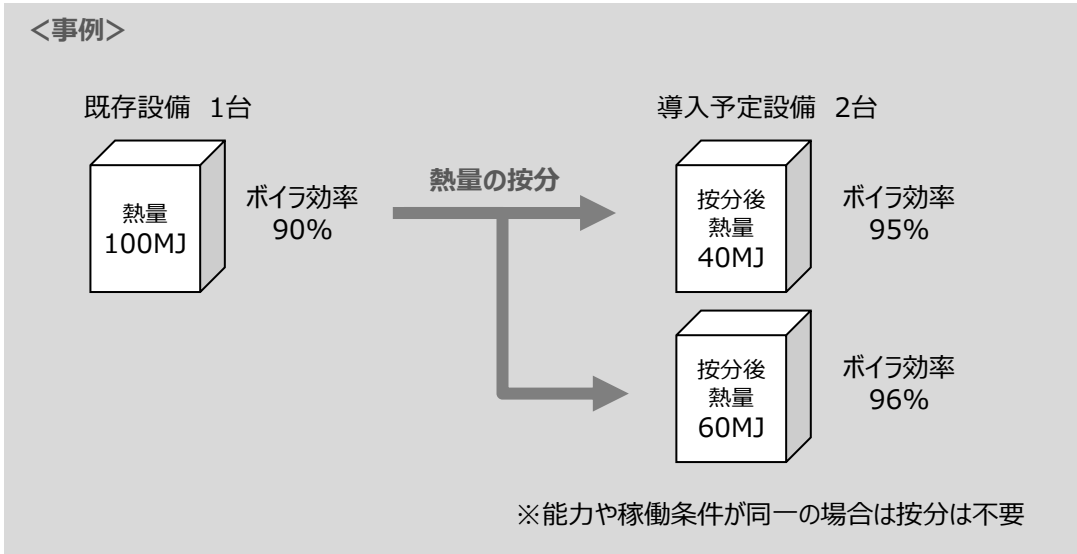 ＜事例＞
既存設備 1台
熱量
100MJ
ボイラ効率
90%
熱量の按分
導入予定設備 2台
按分後
熱量
40MJ
ボイラ効率
95%
按分後
熱量
60MJ
ボイラ効率
96%
※能力や稼働条件が同一の場合は按分は不要